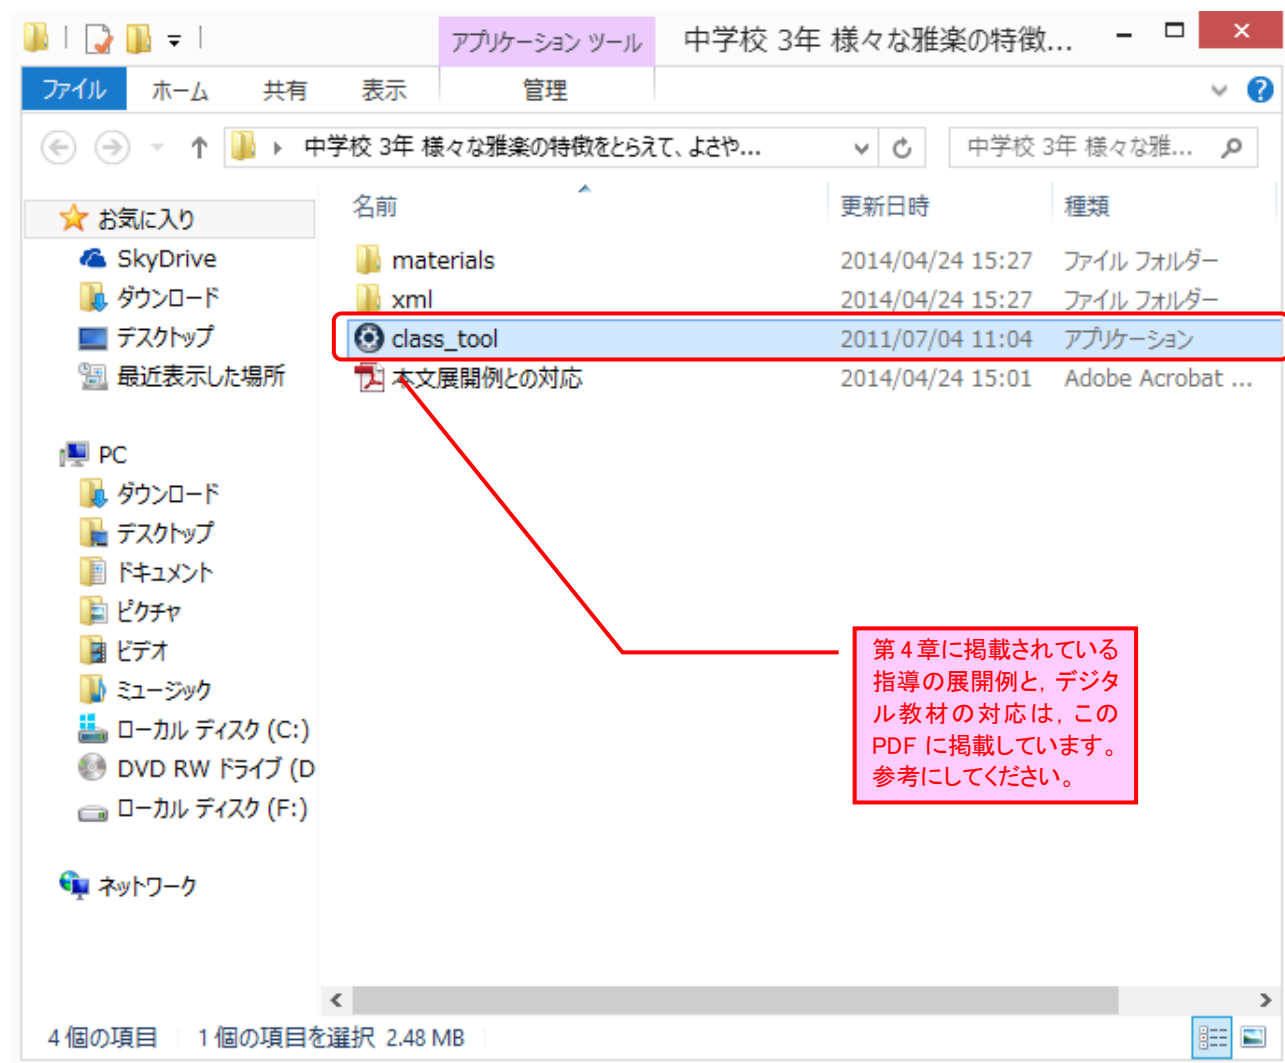 アプリケーション ツール
中学校 3年 様々な雅楽の特徴...
ファイル
ホーム
共有
表示
管理
中学校 3年 様々な雅楽の特徴をとらえて、よさや...
中学校 3年 様々な雅...
名前
更新日時
種類
お気に入り
SkyDrive
ダウンロード
デスクトップ
最近表示した場所
PC
ダウンロード
デスクトップ
ドキュメント
ピクチャ
ビデオ
ミュージック
ローカル ディスク (C:)
DVD RW ドライブ (D
ローカル ディスク (F:)
ネットワーク
materials 2014/04/24 15:27 ファイル フォルダー
xml 2014/04/24 15:27 ファイル フォルダー
class_tool 2011/07/04 11:04 アプリケーション
本文展開例との対応 2014/04/24 15:01 Adobe Acrobat ...
第4章に掲載されている
指導の展開例と，デジタ
ル教材の対応は，この
PDF に掲載しています。
参考にしてください。
4 個の項目 1 個の項目を選択 2.48 MB